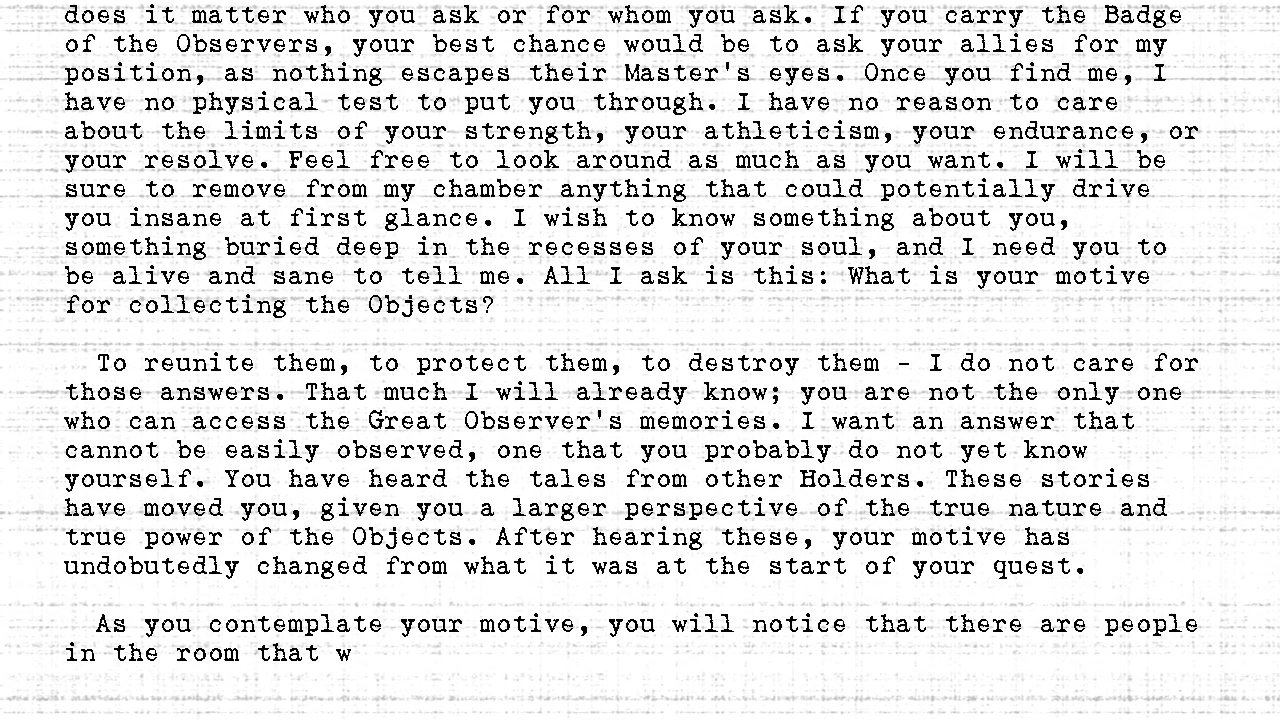 does it matter who you ask or for whom you ask. If you carry the Badge
of the Observers, your best chance would be to ask your allies for my
position, as nothing escapes their Master's eyes. Once you find me, I
have no physical test to put you through. I have no reason to care
about the limits of your strength, your athleticism, your endurance, or
your resolve. Feel free to look around as much as you want. I will be
sure to remove from my chamber anything that could potentially drive
you insane at first glance. I wish to know something about you,
something buried deep in the recesses of your soul, and I need you to
be alive and sane to tell me. All I ask is this: What is your motive
for collecting the Objects?
To reunite them, to protect them, to destroy them - I do not care for
those answers. That much I will already know; you are not the only one
who can access the Great Observer's memories. I want an answer that
cannot be easily observed, one that you probably do not yet know
yourself. You have heard the tales from other Holders. These stories
have moved you, given you a larger perspective of the true nature and
true power of the Objects. After hearing these, your motive has
undobutedly changed from what it was at the start of your quest.
As you contemplate your motive, you will notice that there are people
in the room that w